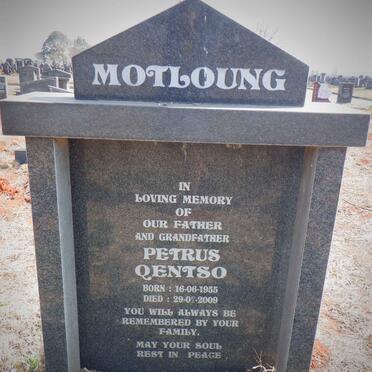 MOTLOUNG
IN
LOVING MEMORY
OF
OUR FATHER
AND GRANDFATHER
PETRUS
QENTSO
BORN : 16-06-1955
DIED : 29-0 -2009
YOU WILL ALWAYS BE
REMEMBERED BY YOUR
FAMILY.
MAY YOUR SOUL
REST IN PEACE